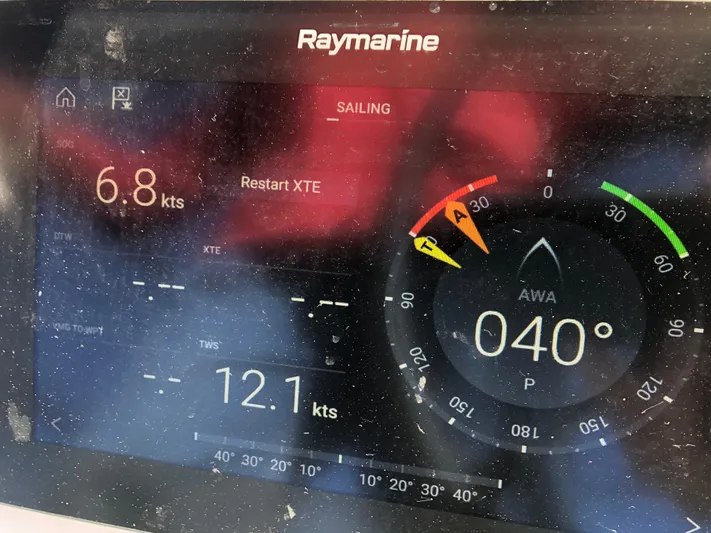 Raymarine
SAILING
SOG
6.8 kts
Restart XTE
DTW
XTE
-.--
-.--
VMG TO WPT
TWS
-.-
12.1 kts
40° 30° 20° 10° 10° 20° 30° 40°
0
30
30
A
T
60
90
90
120
120
150
150
180
AWA
040°
P